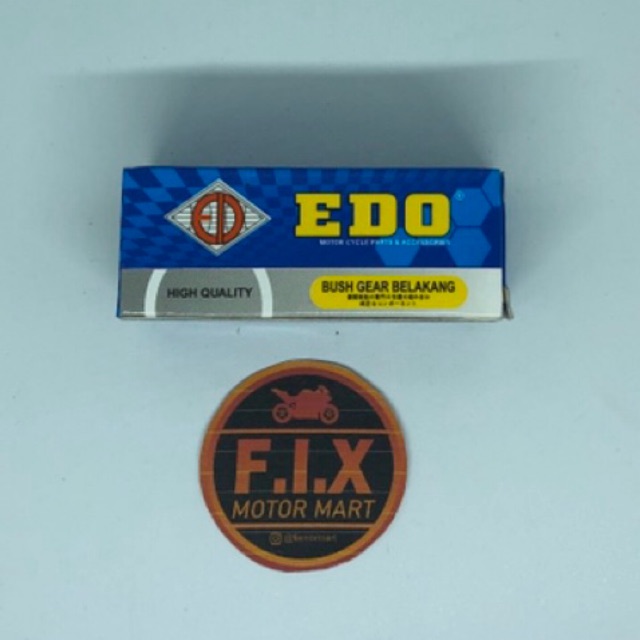 ED
EDO®
MOTOR CYCLE PARTS & ACCESSORIES
HIGH QUALITY
BUSH GEAR BELAKANG
F.I.X
MOTOR MART